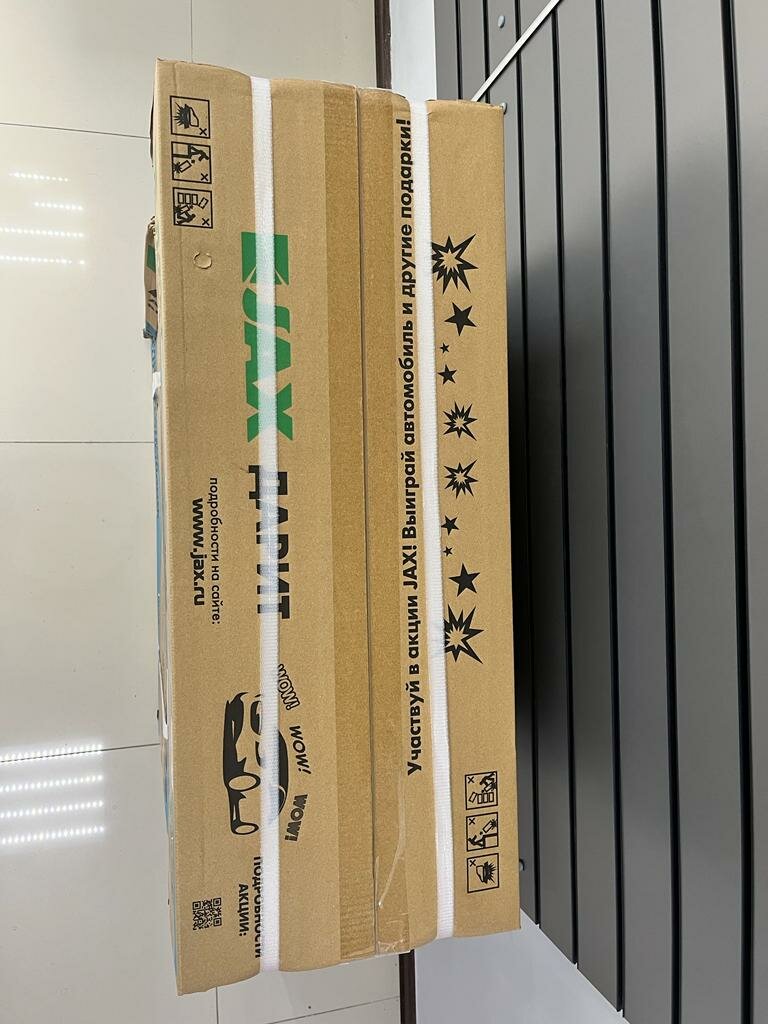 JAX ДАРИТ
подробности на сайте:
www.jax.ru
WOW!
WOW!
WOW!
ПОДРОБНОСТИ
АКЦИИ:
Участвуй в акции JAX! Выиграй автомобиль и другие подарки!